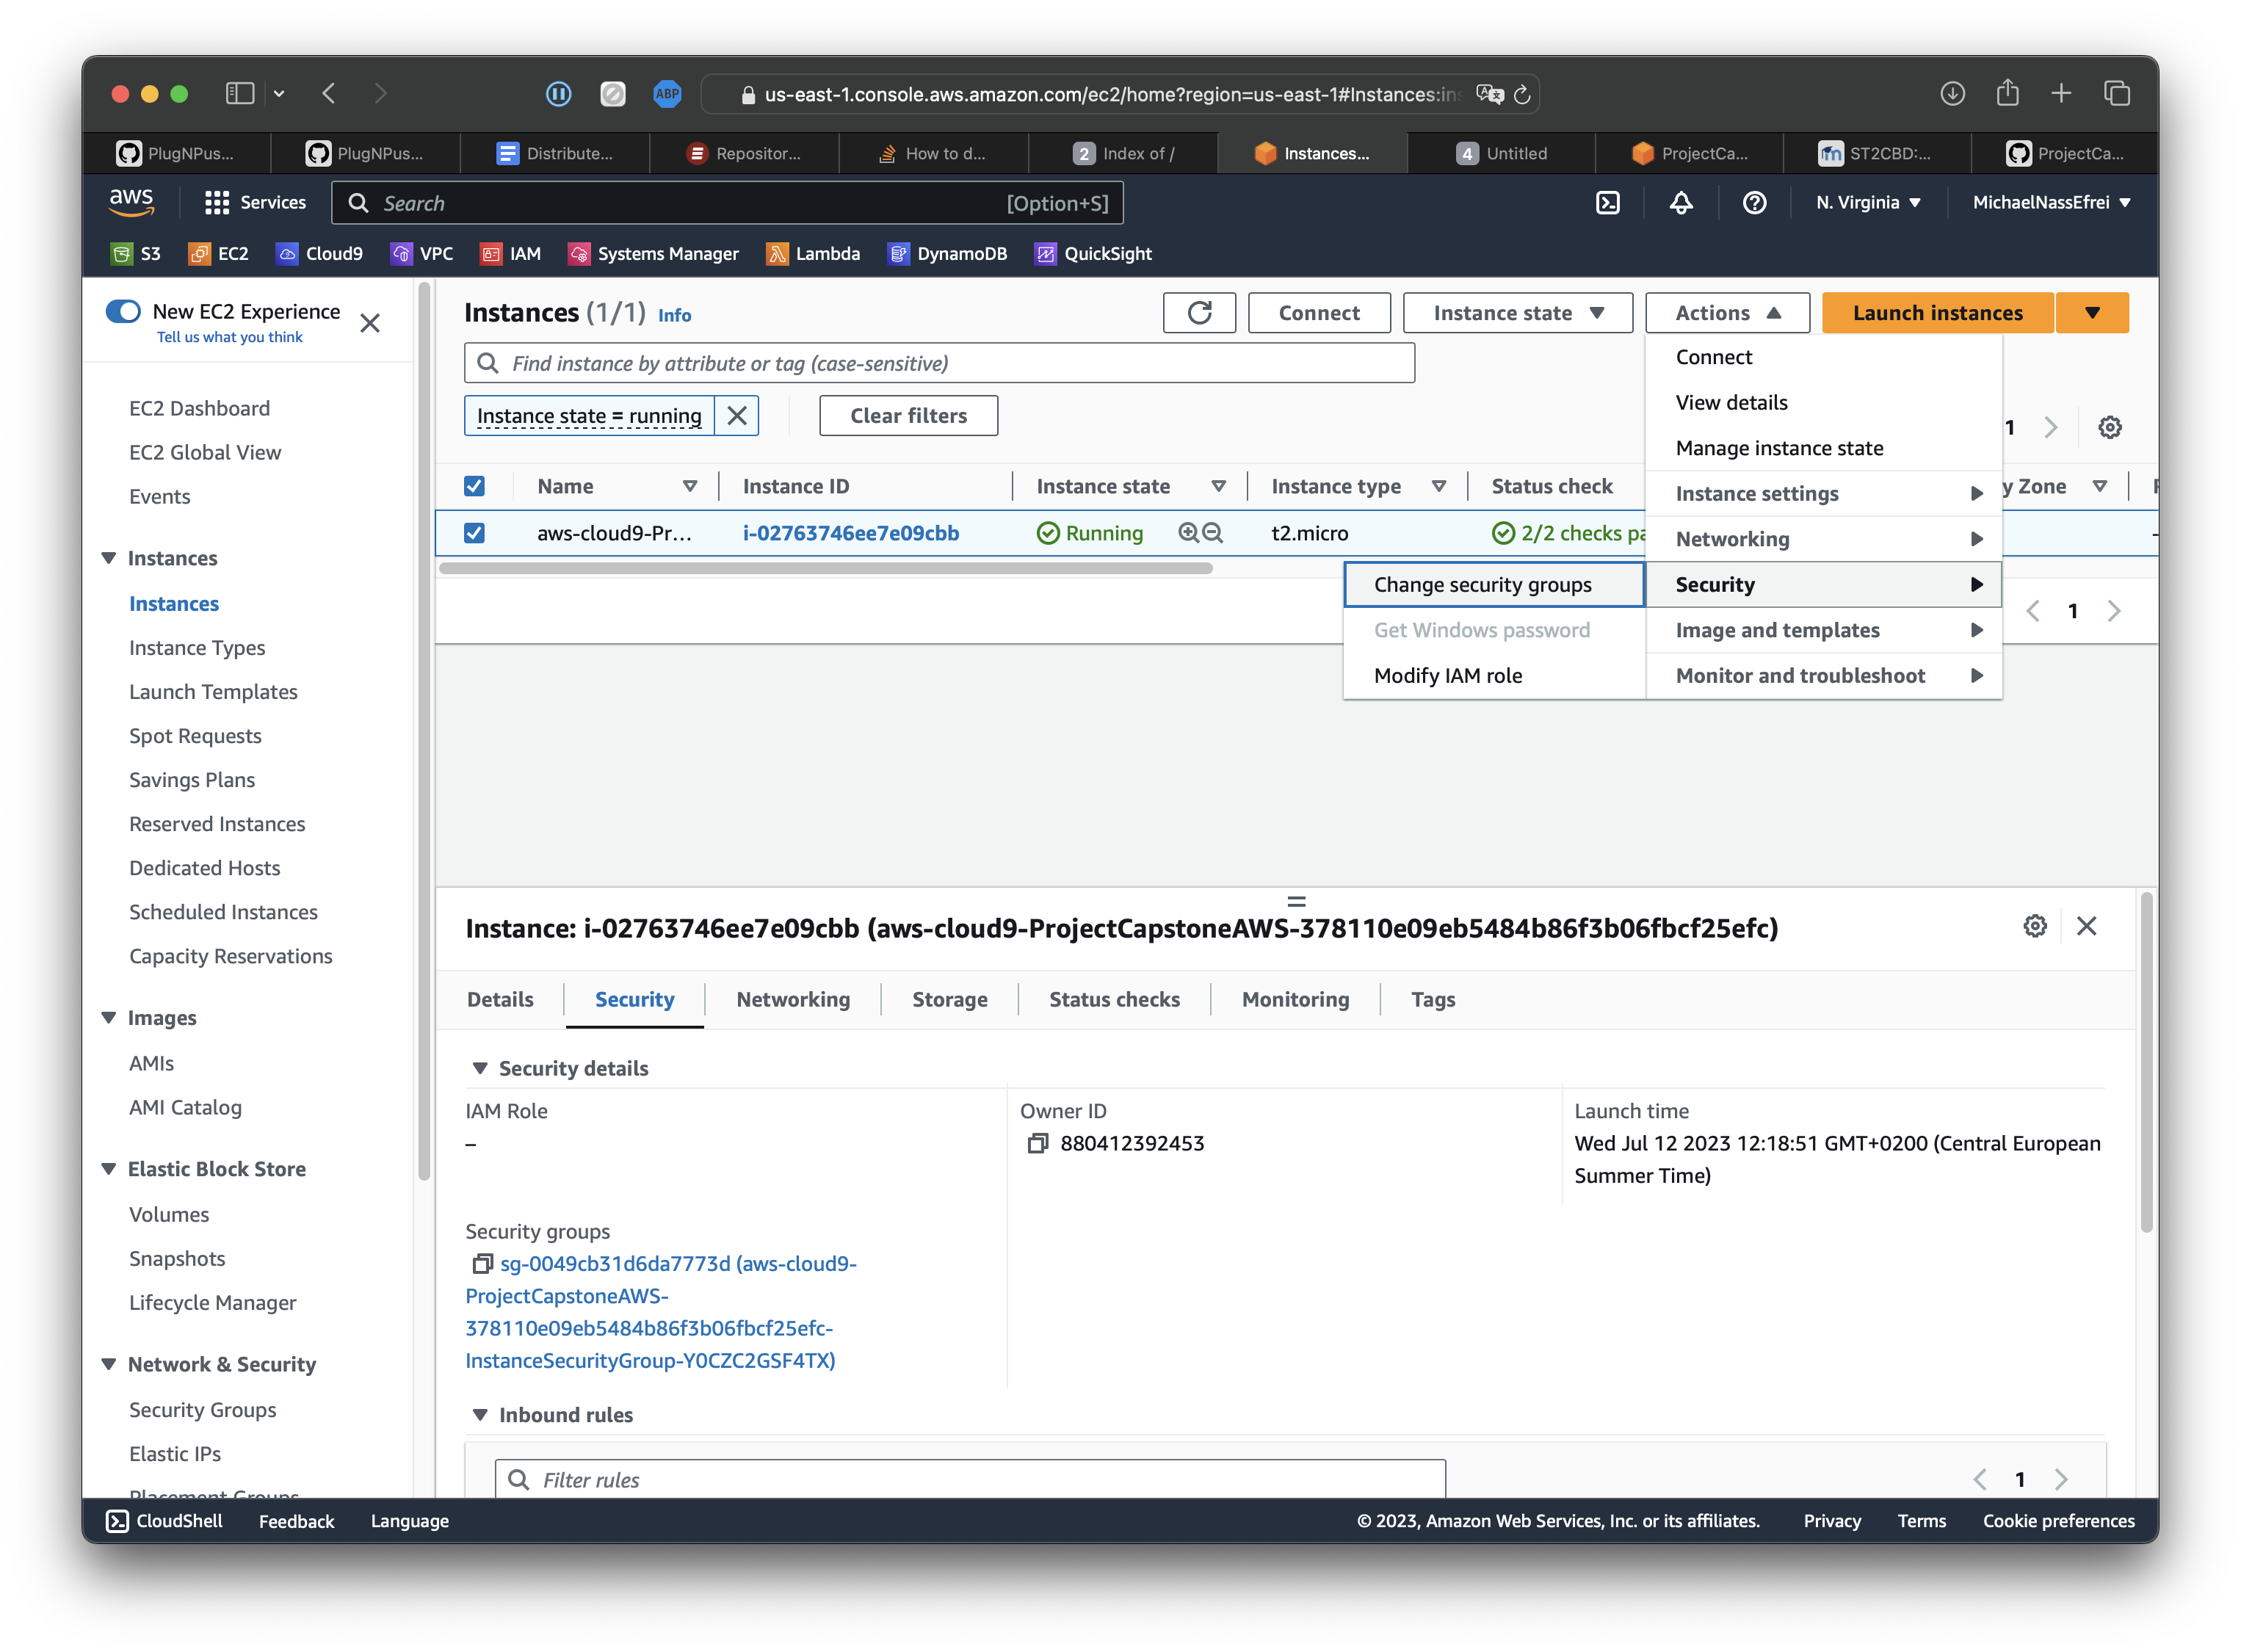 ABP
us-east-1.console.aws.amazon.com/ec2/home?region=us-east-1#Instances:in
PlugNPus...
PlugNPus...
Distribute...
Repositor...
How to d...
2 Index of /
Instances...
4 Untitled
ProjectCa...
ST2CBD:...
ProjectCa...
aws
Services
Search
[Option+S]
N. Virginia
MichaelNassEfrei
S3
EC2
Cloud9
VPC
IAM
Systems Manager
Lambda
DynamoDB
QuickSight
New EC2 Experience
Tell us what you think
EC2 Dashboard
EC2 Global View
Events
Instances
Instances
Instance Types
Launch Templates
Spot Requests
Savings Plans
Reserved Instances
Dedicated Hosts
Scheduled Instances
Capacity Reservations
Images
AMIs
AMI Catalog
Elastic Block Store
Volumes
Snapshots
Lifecycle Manager
Network & Security
Security Groups
Elastic IPs
Placement Groups
Instances (1/1) Info
Connect
Instance state
Actions
Launch instances
Find instance by attribute or tag (case-sensitive)
Instance state = running
Clear filters
1
Name
Instance ID
Instance state
Instance type
Status check
y Zone
aws-cloud9-Pr...
i-02763746ee7e09cbb
Running
t2.micro
2/2 checks pa
–
Connect
View details
Manage instance state
Instance settings
Networking
Security
Image and templates
Monitor and troubleshoot
Change security groups
Get Windows password
Modify IAM role
1
Instance: i-02763746ee7e09cbb (aws-cloud9-ProjectCapstoneAWS-378110e09eb5484b86f3b06fbcf25efc)
Details
Security
Networking
Storage
Status checks
Monitoring
Tags
Security details
IAM Role
–
Owner ID
880412392453
Launch time
Wed Jul 12 2023 12:18:51 GMT+0200 (Central European
Summer Time)
Security groups
sg-0049cb31d6da7773d (aws-cloud9-
ProjectCapstoneAWS-
378110e09eb5484b86f3b06fbcf25efc-
InstanceSecurityGroup-Y0CZC2GSF4TX)
Inbound rules
Filter rules
1
CloudShell
Feedback
Language
© 2023, Amazon Web Services, Inc. or its affiliates.
Privacy
Terms
Cookie preferences